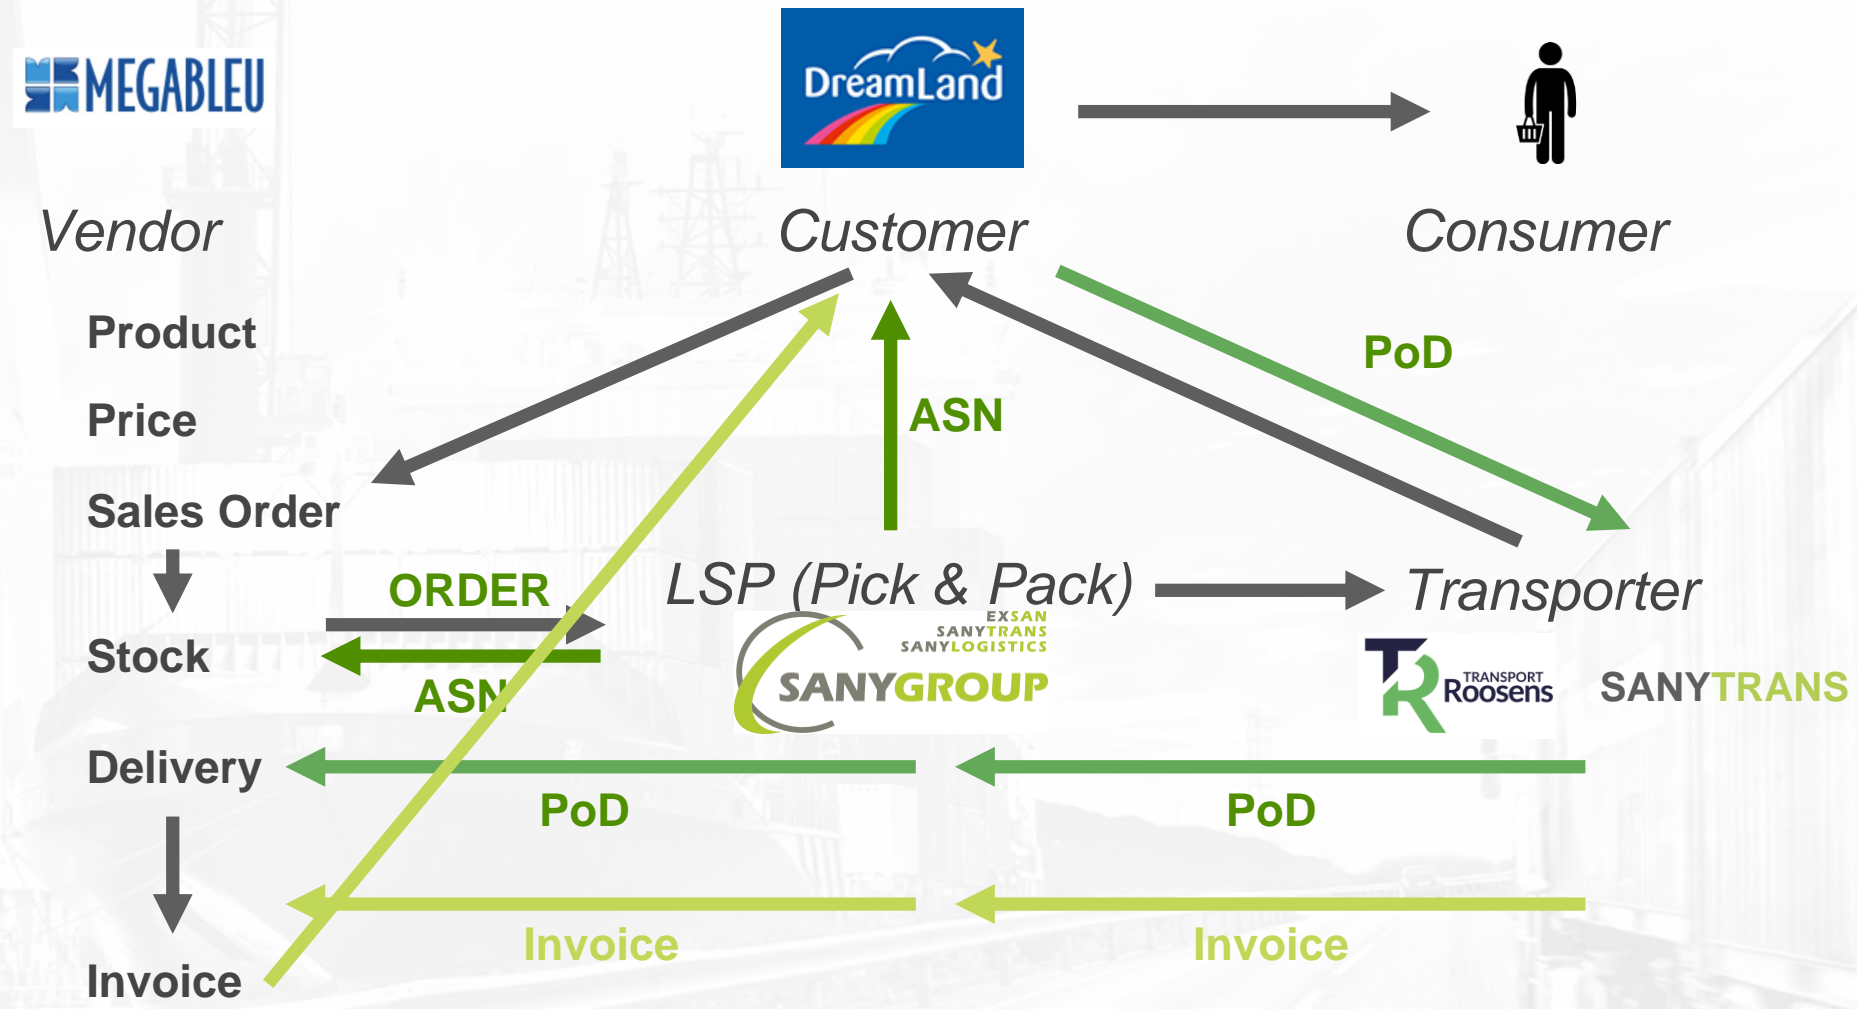 MEGABLEU
DreamLand
Vendor
Customer
Consumer
Product
PoD
Price
ASN
Sales Order
ORDER
LSP (Pick & Pack)
Transporter
EXSAN
SANYTRANS
SANYLOGISTICS
SANYGROUP
Stock
ASN
TR
TRANSPORT
Roosens
SANYTRANS
Delivery
PoD
PoD
Invoice
Invoice
Invoice